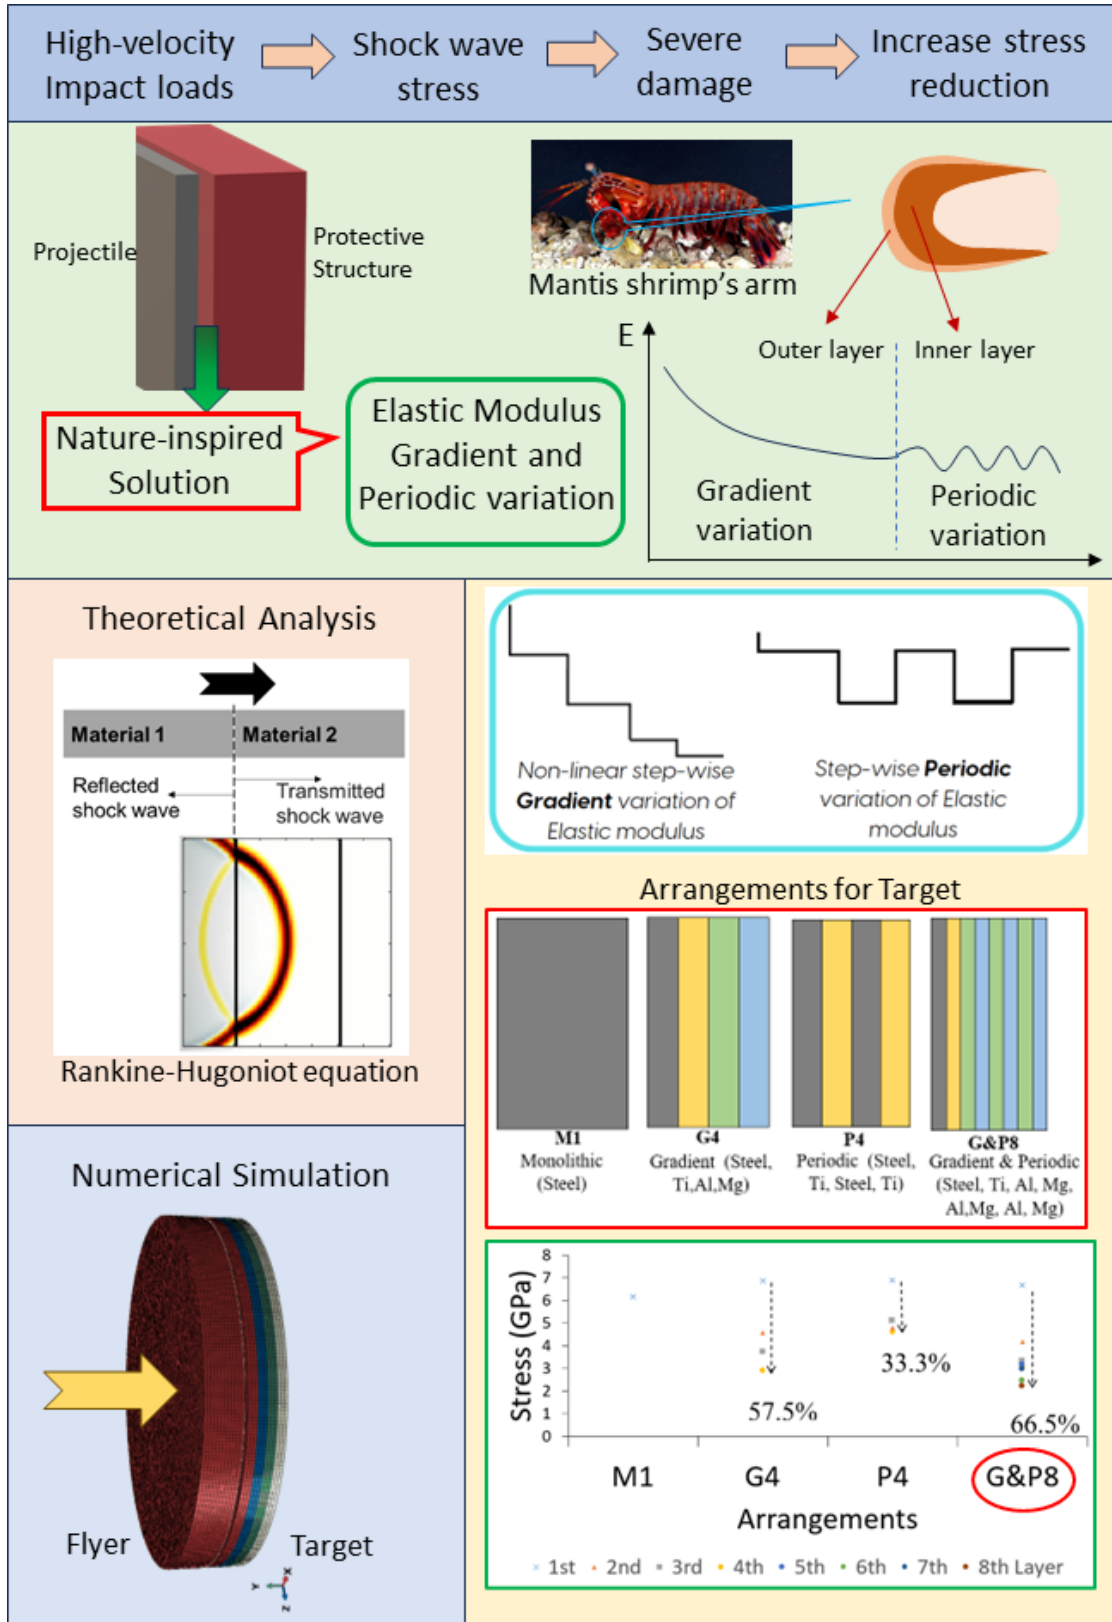 High-velocity
Impact loads
Shock wave
stress
Severe
damage
Increase stress
reduction
Projectile
Protective
Structure
Mantis shrimp's arm
E
Outer layer
Inner layer
Gradient
variation
Periodic
variation
Nature-inspired
Solution
Elastic Modulus
Gradient and
Periodic variation
Theoretical Analysis
Material 1
Material 2
Reflected
shock wave
Transmitted
shock wave
Rankine-Hugoniot equation
Non-linear step-wise
Gradient variation of
Elastic modulus
Step-wise Periodic
variation of Elastic
modulus
Arrangements for Target
M1
Monolithic
(Steel)
G4
Gradient (Steel,
Ti,Al,Mg)
P4
Periodic (Steel,
Ti, Steel, Ti)
G&P8
Gradient & Periodic
(Steel, Ti, Al, Mg,
Al,Mg, Al, Mg)
Numerical Simulation
Flyer
Target
X
Y
Z
Stress (GPa)
8
7
6
5
4
3
2
1
0
57.5%
33.3%
66.5%
M1
G4
P4
G&P8
Arrangements
1st 2nd 3rd 4th 5th 6th 7th 8th Layer